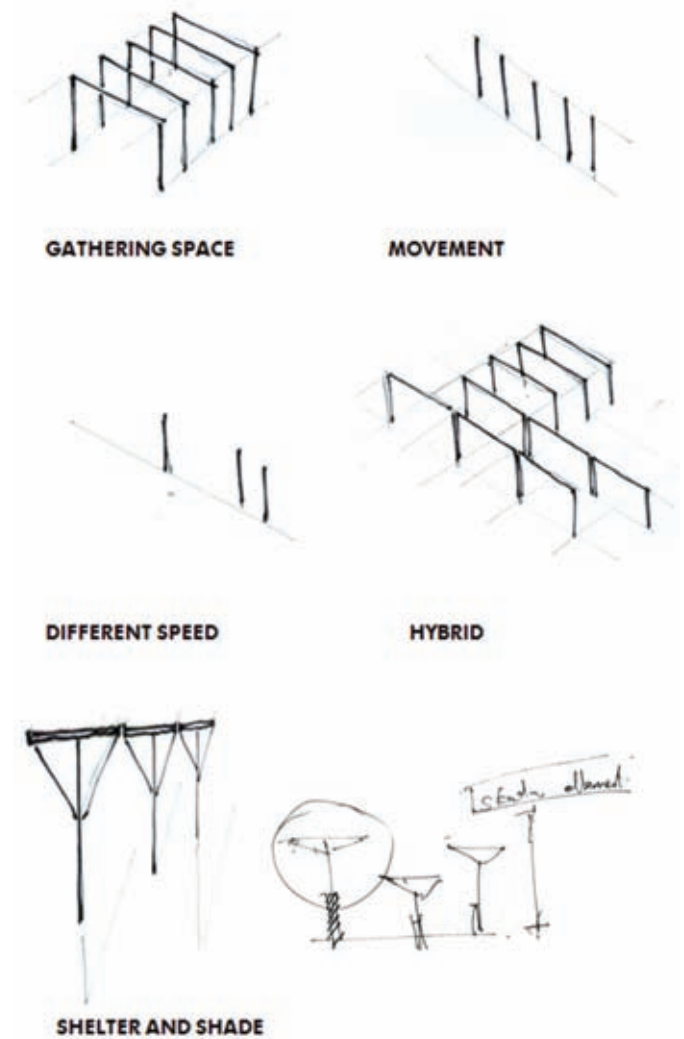 GATHERING SPACE
MOVEMENT
DIFFERENT SPEED
HYBRID
SHELTER AND SHADE